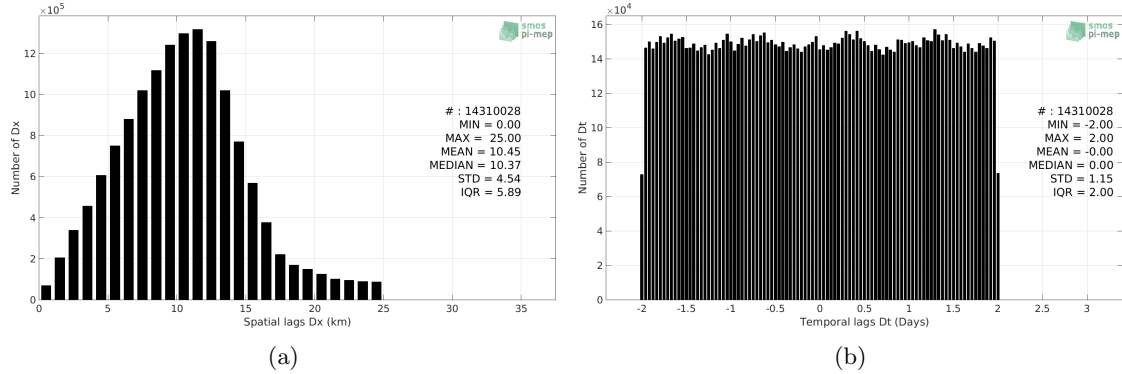 ×10⁵
smos
pi-mep
12
10
8
6
4
2
0
Number of Dx
# : 14310028
MIN = 0.00
MAX = 25.00
MEAN = 10.45
MEDIAN = 10.37
STD = 4.54
IQR = 5.89
0 5 10 15 20 25 30 35
Spatial lags Dx (km)
(a)
×10⁴
smos
pi-mep
16
14
12
10
8
6
4
2
0
Number of Dt
# : 14310028
MIN = -2.00
MAX = 2.00
MEAN = -0.00
MEDIAN = 0.00
STD = 1.15
IQR = 2.00
-2 -1.5 -1 -0.5 0 0.5 1 1.5 2 2.5 3
Temporal lags Dt (Days)
(b)